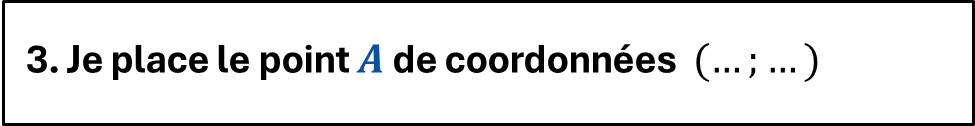 3. Je place le point A de coordonnées (… ; … )